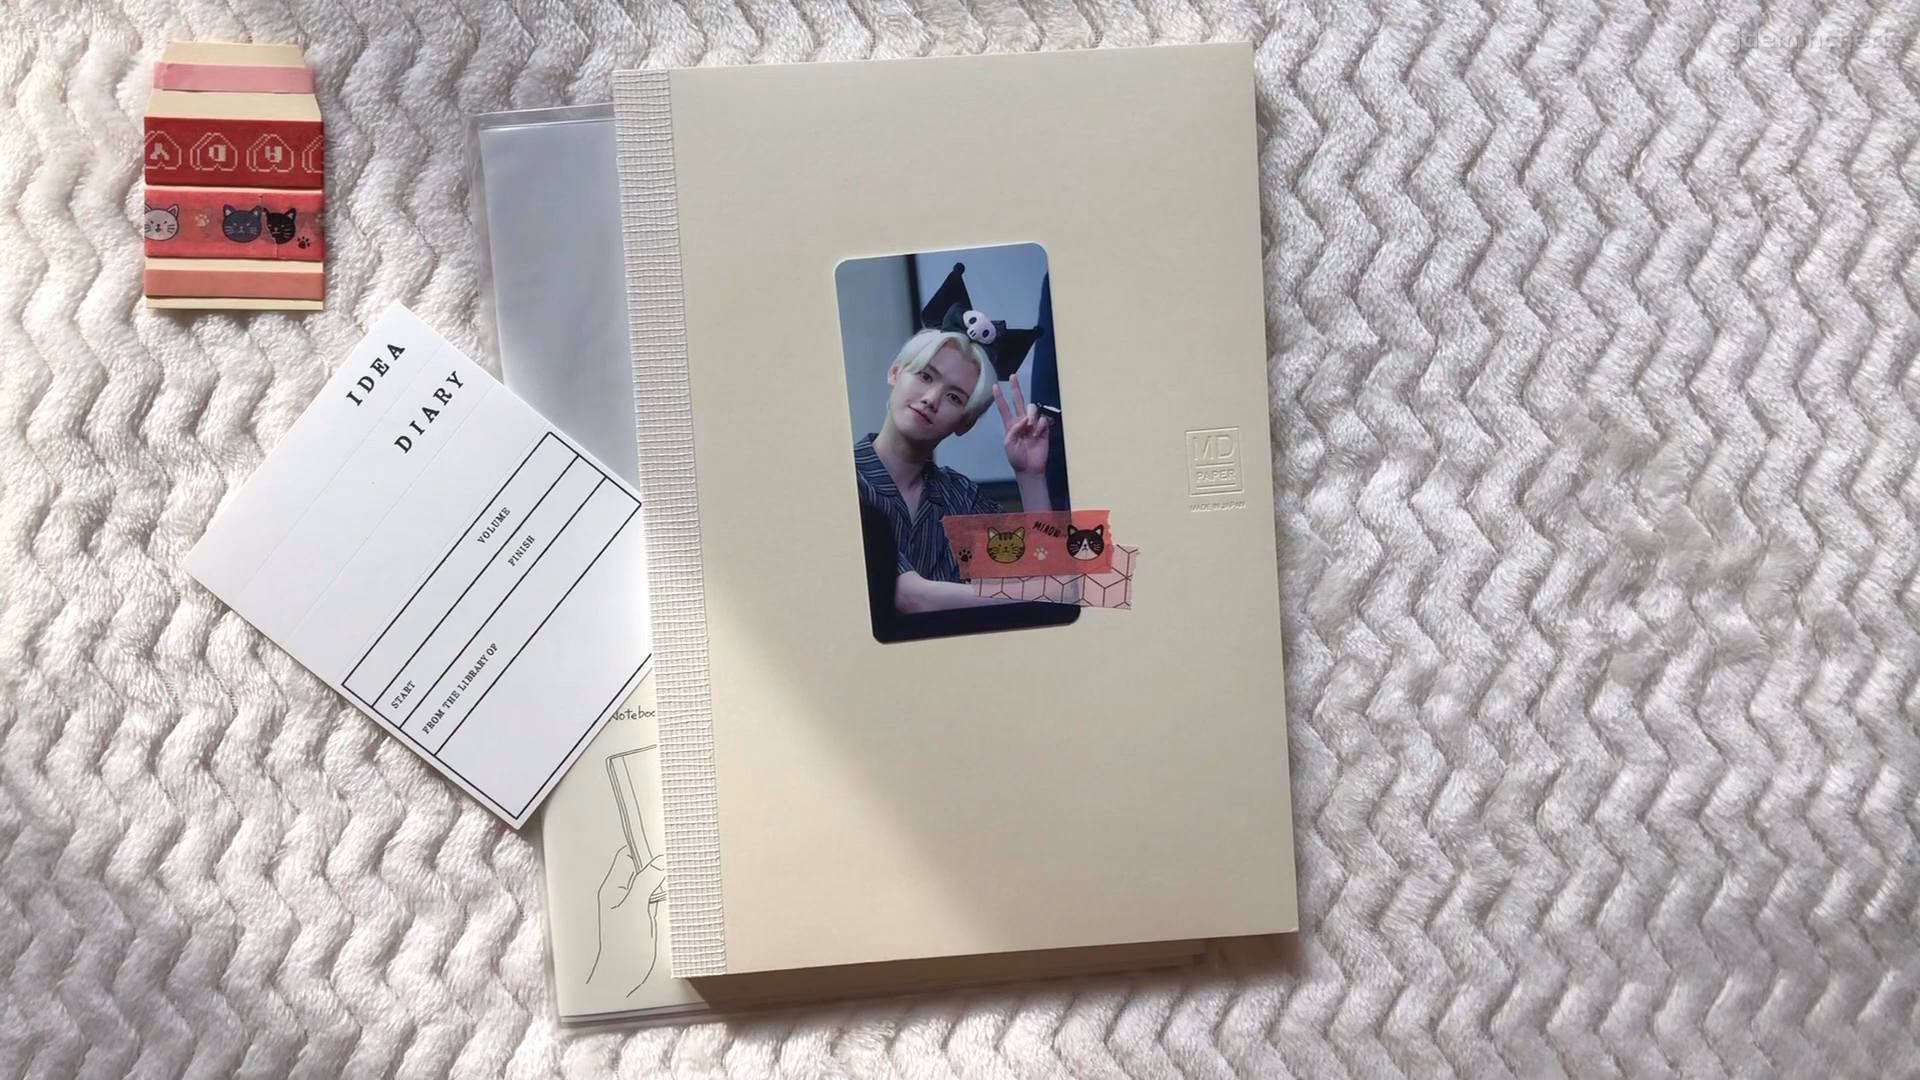 IDEA
DIARY
VOLUME
FINISH
START
FROM THE LIBRARY OF
MIAOW
MD
PAPER
MADE IN JAPAN